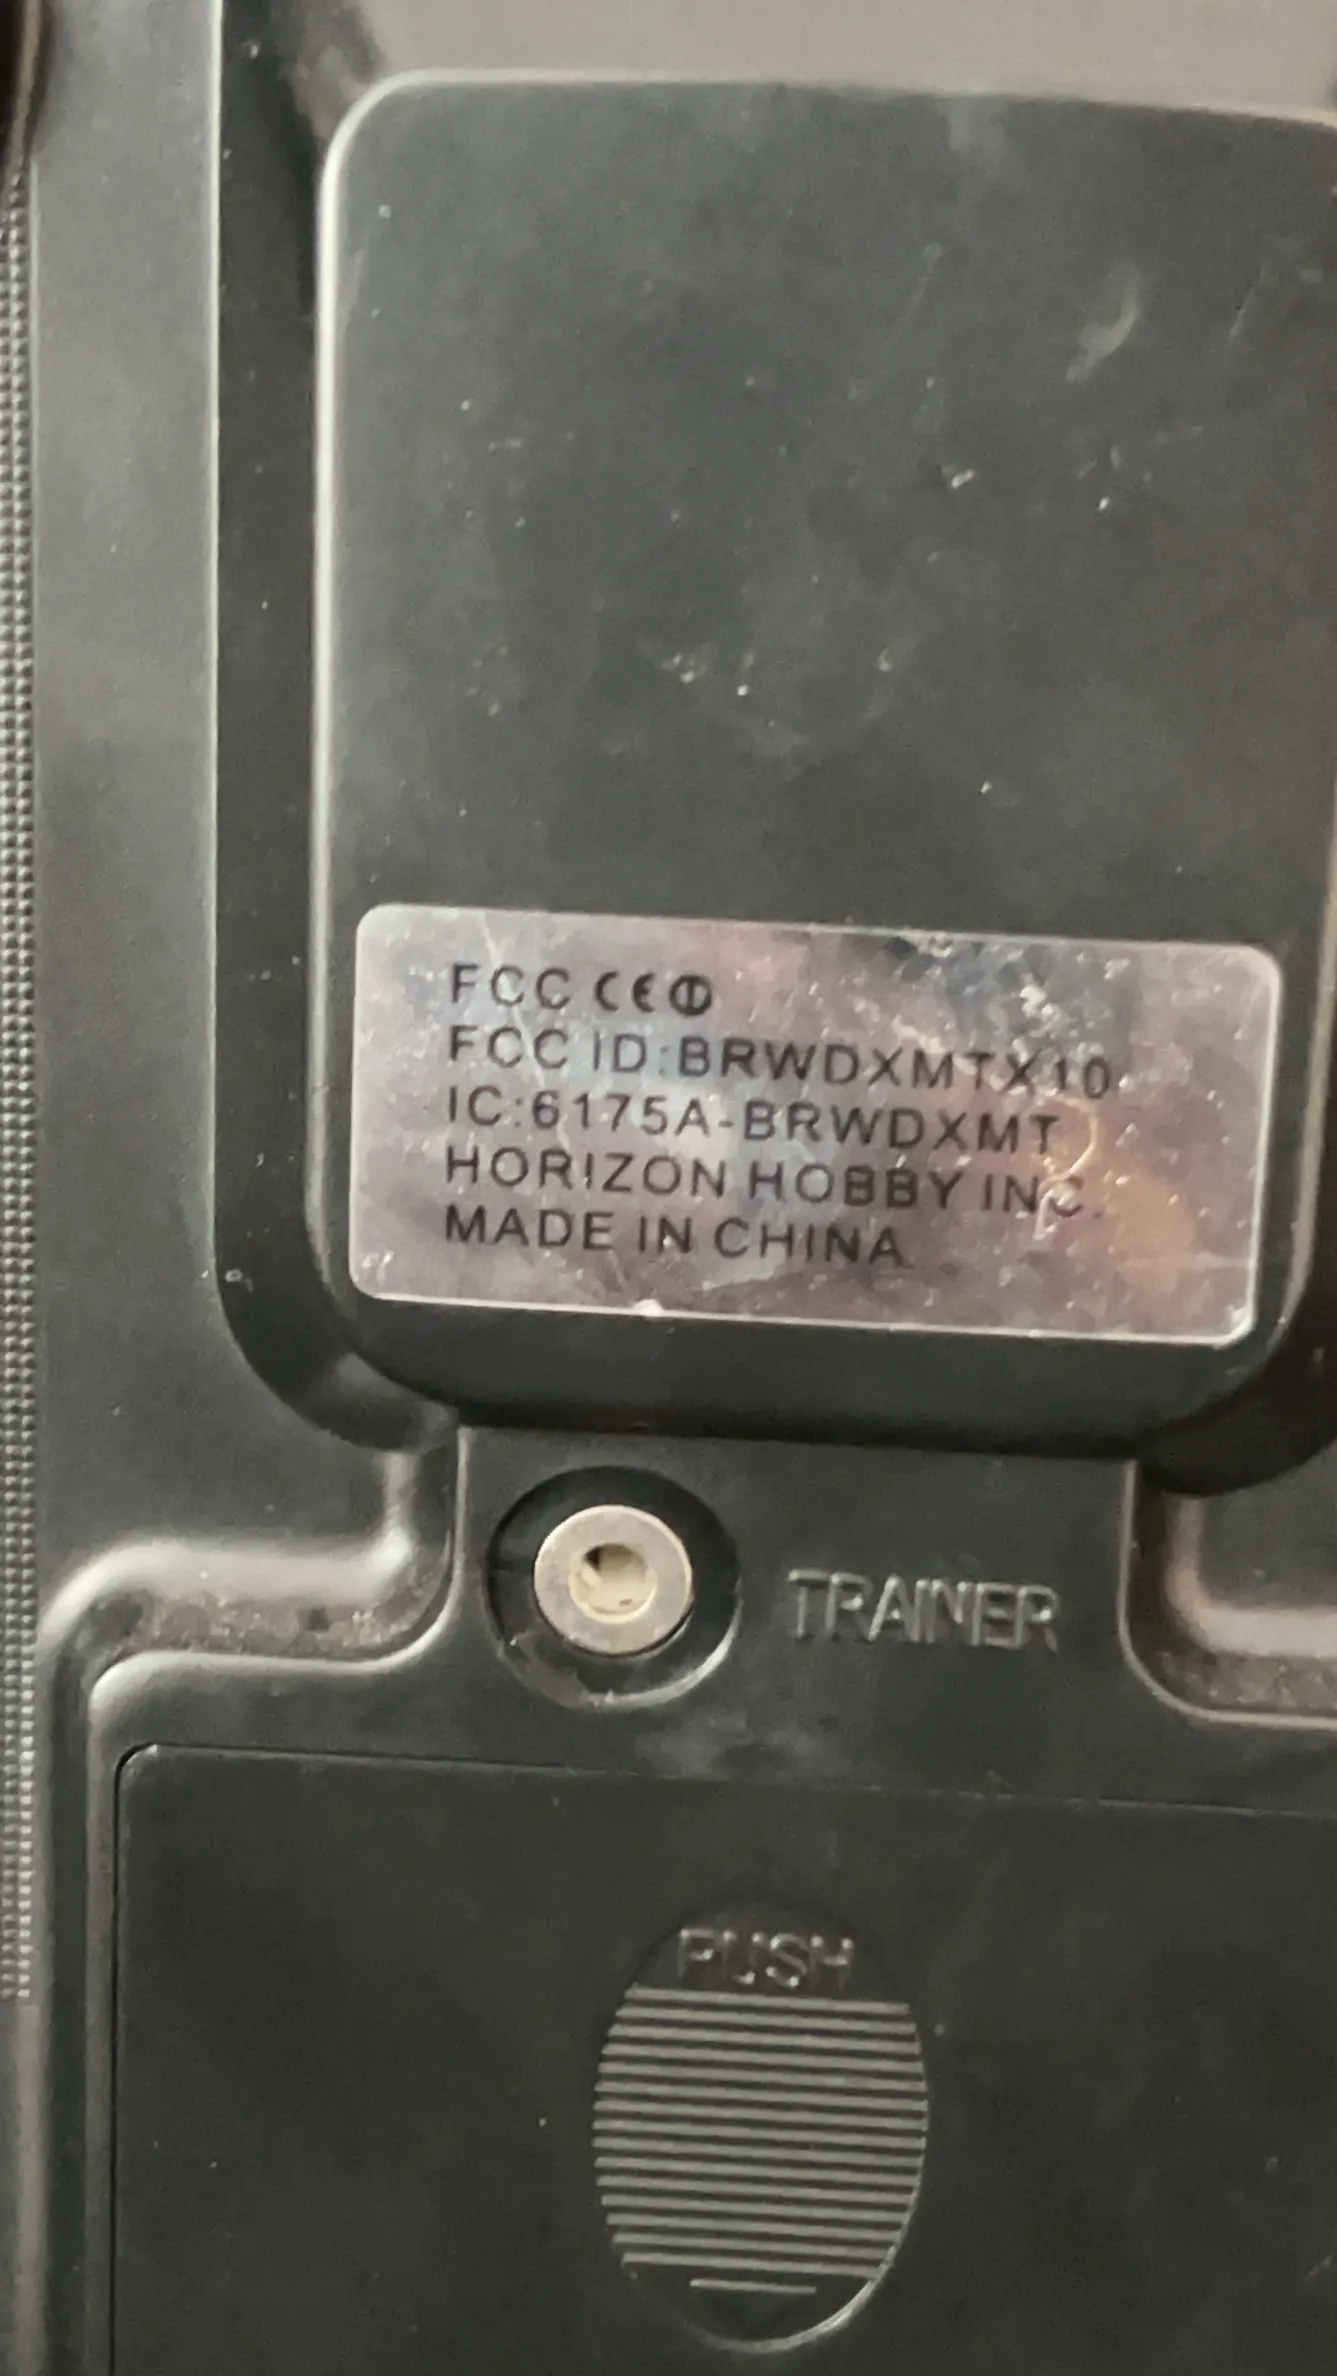 FCC CE
FCC ID:BRWDXMTX10
IC:6175A-BRWDXMT
HORIZON HOBBY INC.
MADE IN CHINA
TRAINER
PUSH